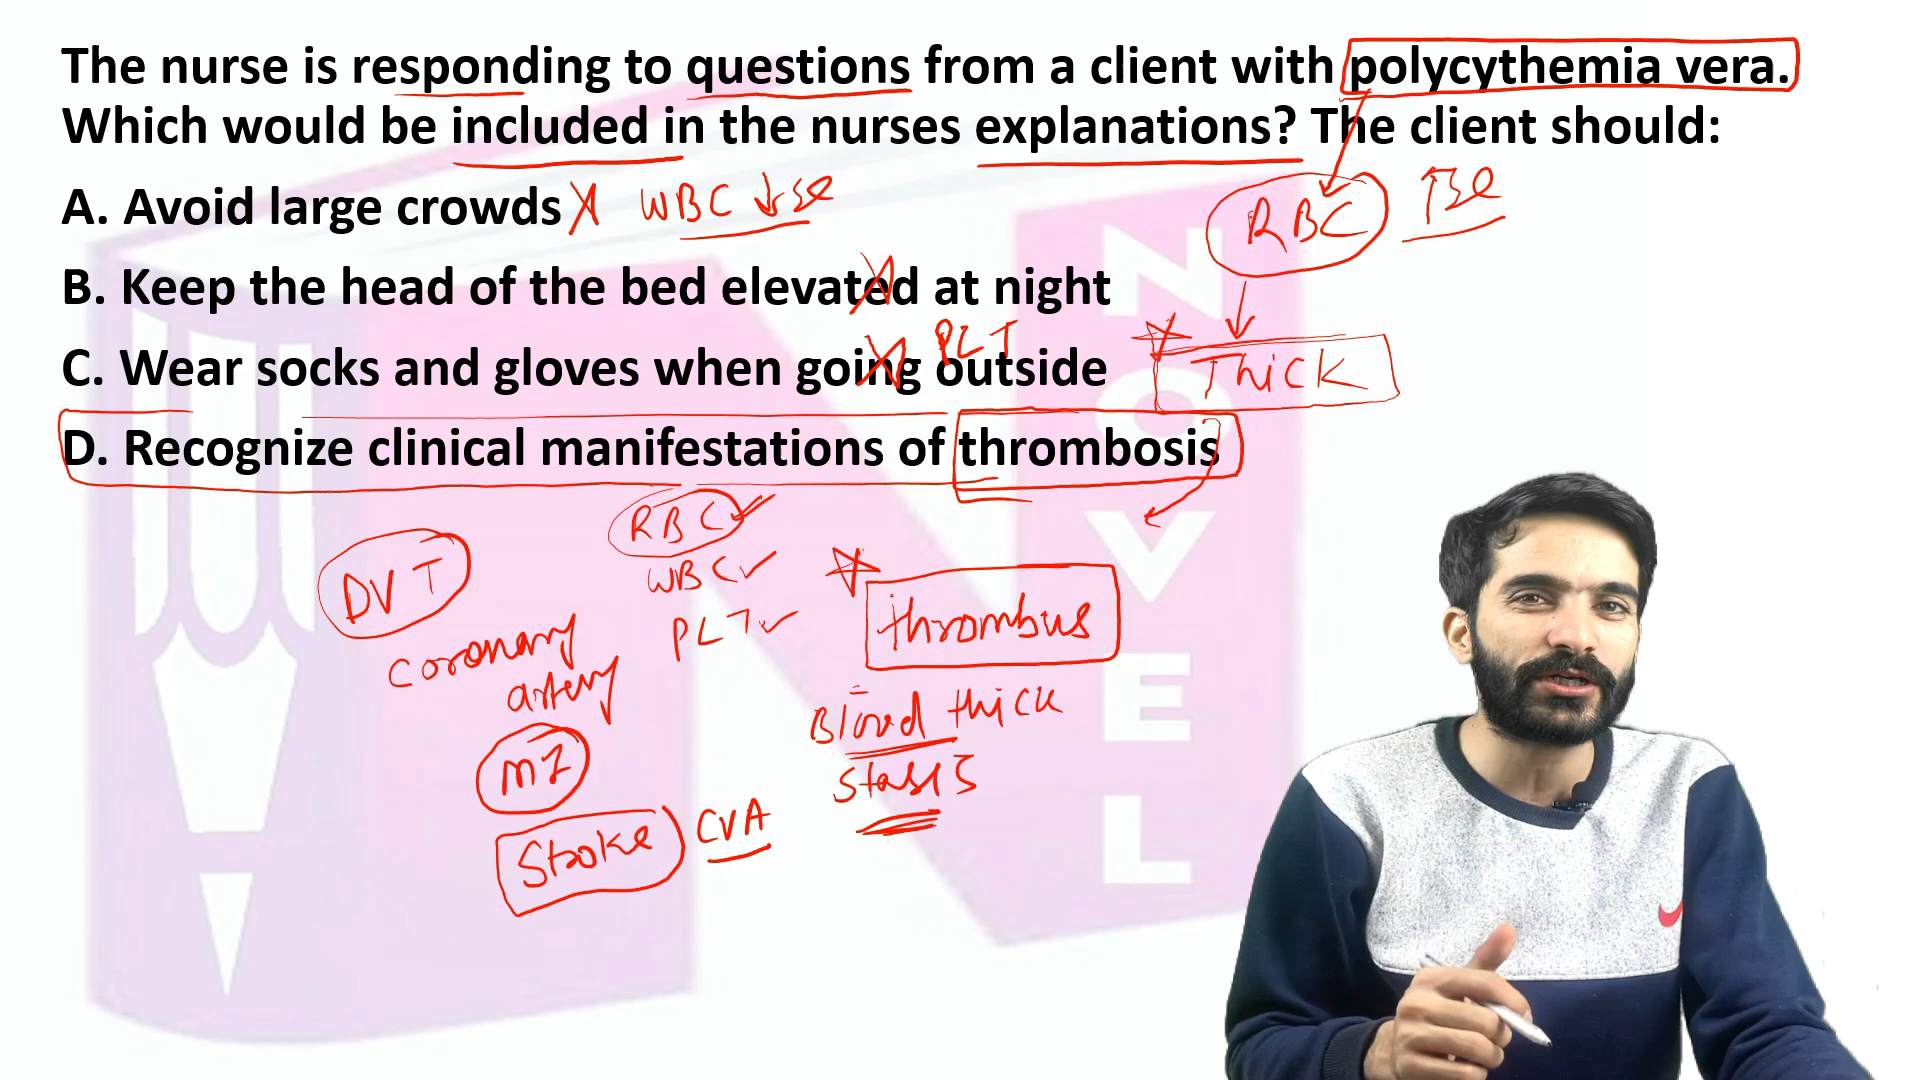 The nurse is responding to questions from a client with polycythemia vera.
Which would be included in the nurses explanations? The client should:
A. Avoid large crowds X WBC ↓se
RBC ↑se
B. Keep the head of the bed elevated at night
PLT
C. Wear socks and gloves when going outside
Thick
D. Recognize clinical manifestations of thrombosis
RBC
DVT
WBC
PLT
thrombus
coronary
artery
Blood thick
MI
stasis
Stroke CVA
NOVEL